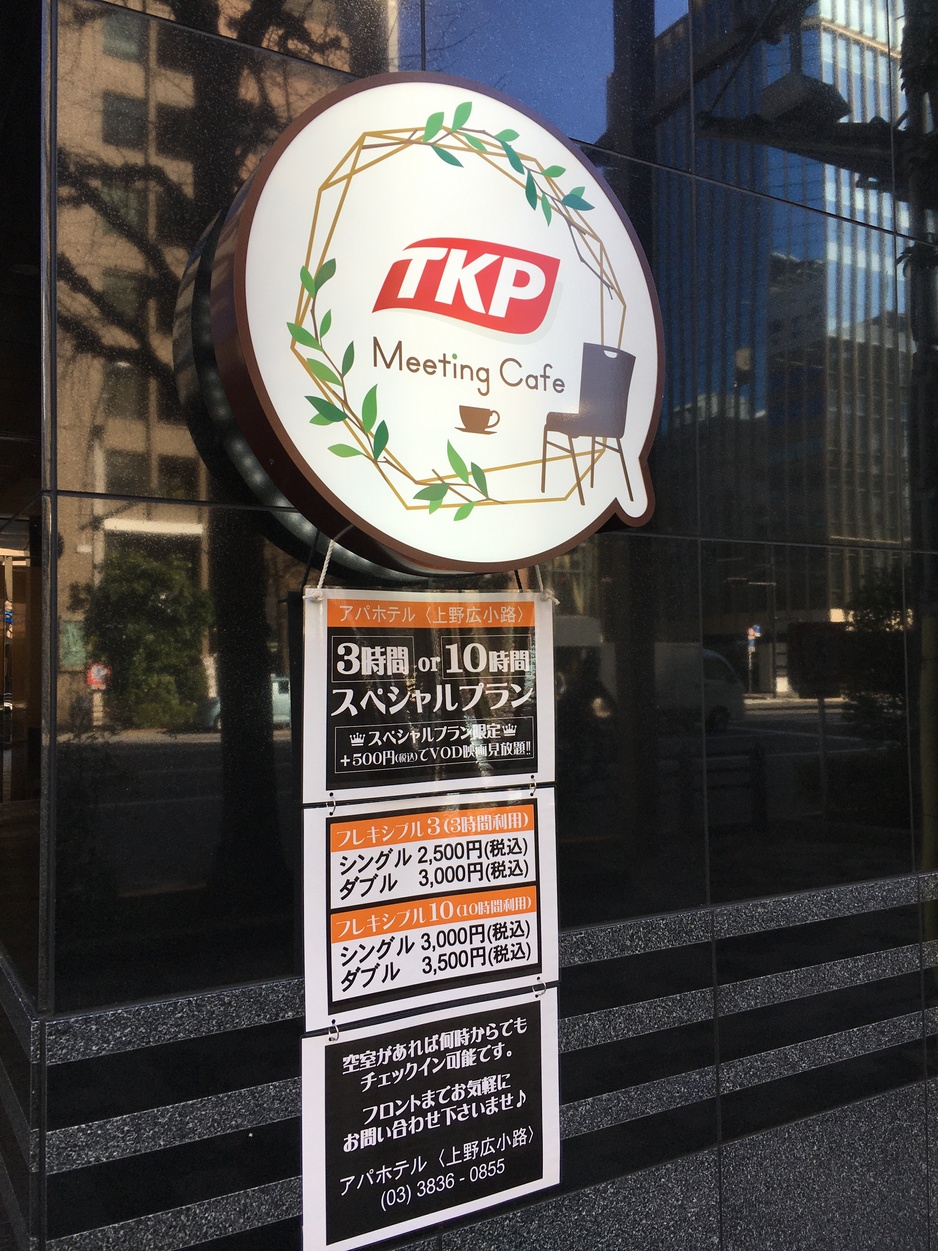 TKP
Meeting Cafe
アパホテル〈上野広小路〉
3時間 or 10時間
スペシャルプラン
スペシャルプラン限定
+500円(税込)でVOD映画見放題!!
フレキシブル3(3時間利用)
シングル 2,500円(税込)
ダブル 3,000円(税込)
フレキシブル10(10時間利用)
シングル 3,000円(税込)
ダブル 3,500円(税込)
空室があれば何時からでも
チェックイン可能です。
フロントまでお気軽に
お問い合わせ下さいませ♪
アパホテル〈上野広小路〉
(03) 3836 - 0855